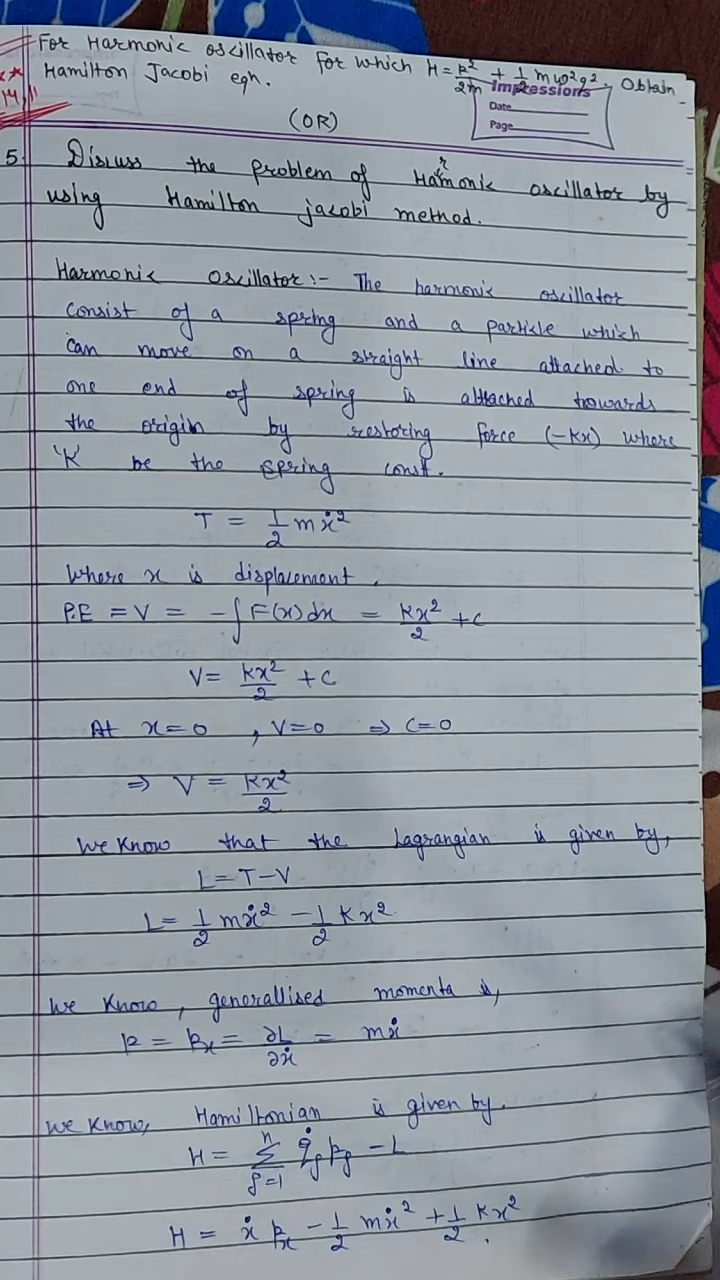 For Harmonic oscillator for which H = p²/2m + 1/2 mω²q². Obtain
Hamilton Jacobi eqn.
Impressions
Date
Page
(OR)
5. Discuss the problem of Harmonic oscillator by
using Hamilton jacobi method.
Harmonic oscillator :- The harmonic oscillator
consist of a spring and a particle which
can move on a straight line attached to
one end of spring is attached towards
the origin by restoring force (-Kx) where
'K' be the spring const.
T = 1/2 mẋ²
Where x is displacement.
P.E = V = -∫F(x)dx = Kx²/2 + C
V = Kx²/2 + C
At x=0 , V=0 ⇒ C=0
⇒ V = Kx²/2
We Know that the Lagrangian is given by,
L = T-V
L = 1/2 mẋ² - 1/2 Kx²
We Know, generallised momenta is,
p = pₓ = ∂L/∂ẋ = mẋ
We Know, Hamiltonian is given by.
H = Σ_{j=1}^{n} q̇ⱼ pⱼ - L
H = ẋ pₓ - 1/2 mẋ² + 1/2 Kx².